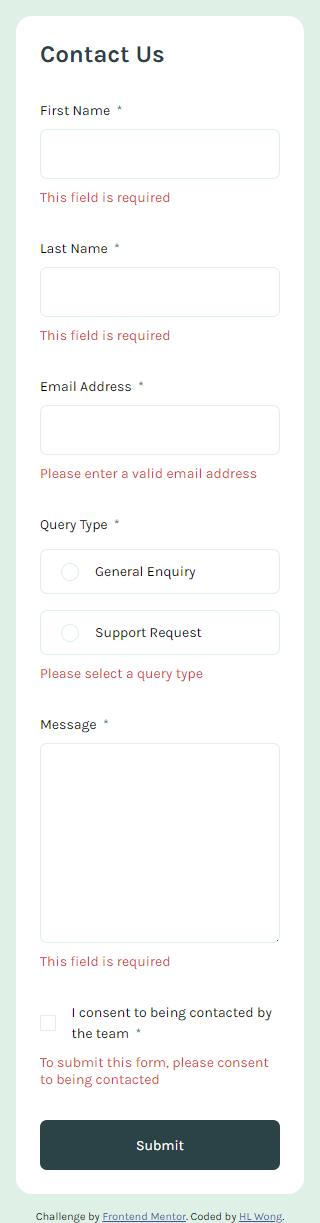 Contact Us
First Name *
This field is required
Last Name *
This field is required
Email Address *
Please enter a valid email address
Query Type *
General Enquiry
Support Request
Please select a query type
Message *
This field is required
I consent to being contacted by
the team *
To submit this form, please consent
to being contacted
Submit
Challenge by Frontend Mentor. Coded by HL Wong.